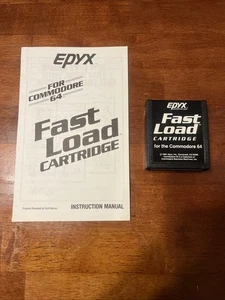 EPYX
FOR
COMMODORE
64
Fast
Load
CARTRIDGE
INSTRUCTION MANUAL
EPYX
Fast
Load
CARTRIDGE
for the Commodore 64